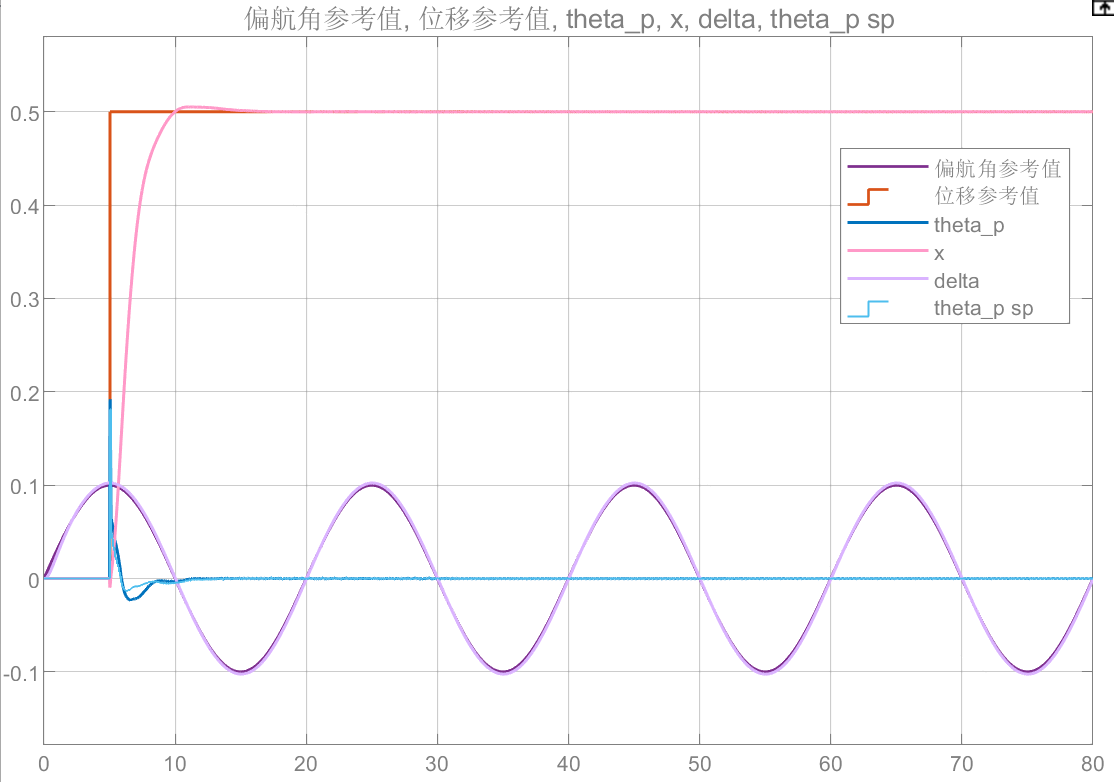 偏航角参考值, 位移参考值, theta_p, x, delta, theta_p sp
0.5
0.4
0.3
0.2
0.1
0
-0.1
偏航角参考值
位移参考值
theta_p
x
delta
theta_p sp
0 10 20 30 40 50 60 70 80